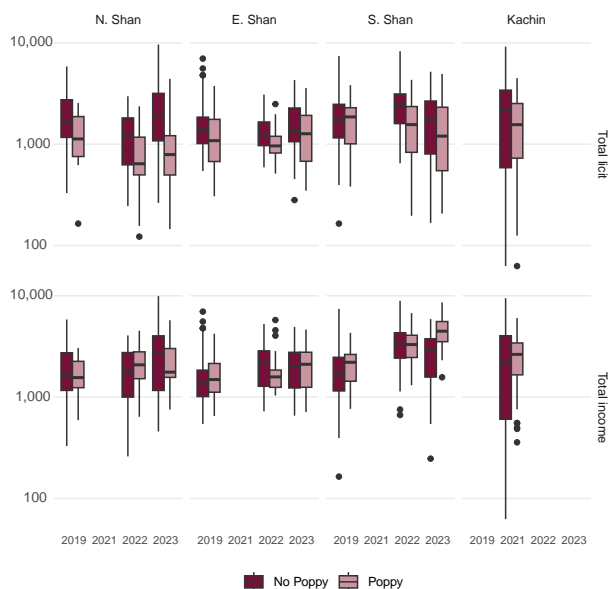 N. Shan E. Shan S. Shan Kachin
10,000
1,000
100
Total licit
10,000
1,000
100
Total income
2019 2021 2022 2023 2019 2021 2022 2023 2019 2021 2022 2023 2019 2021 2022 2023
No Poppy Poppy